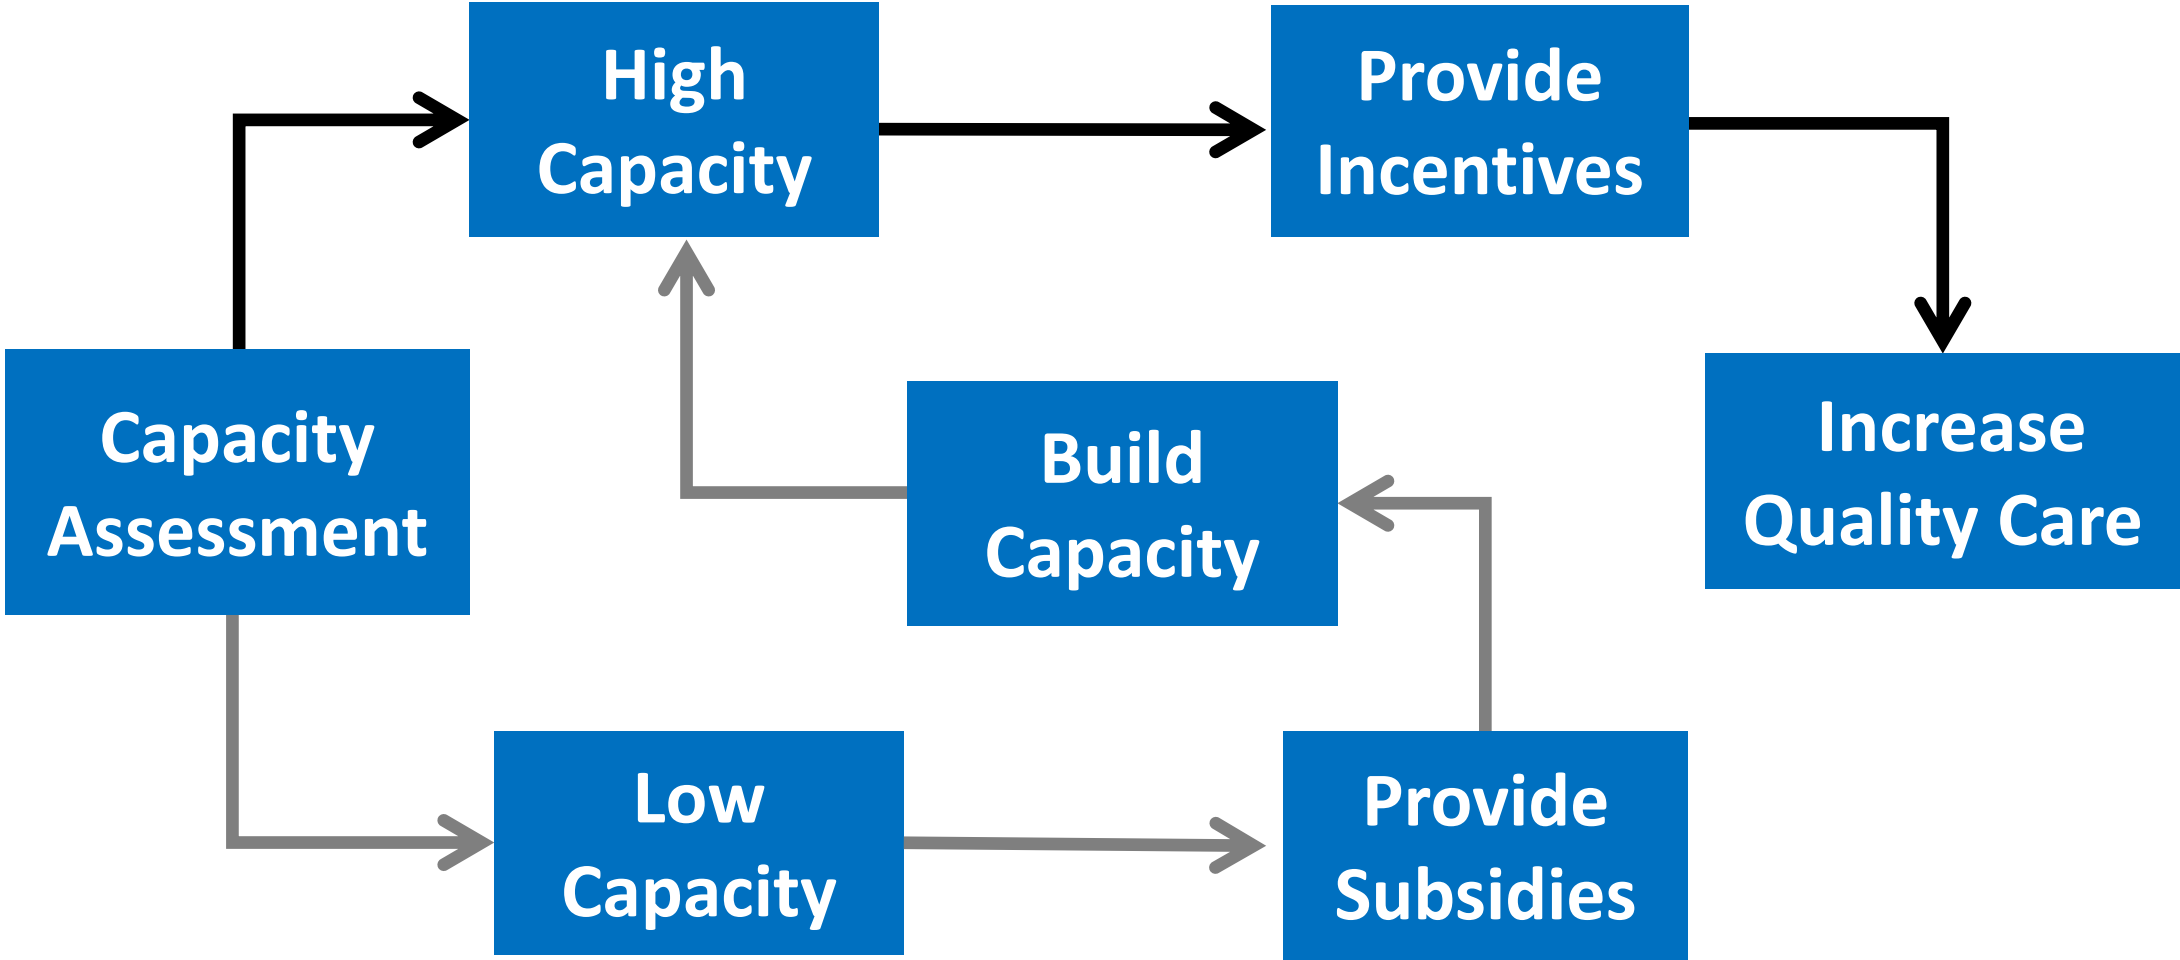 High
Capacity
Provide
Incentives
Capacity
Assessment
Build
Capacity
Increase
Quality Care
Low
Capacity
Provide
Subsidies